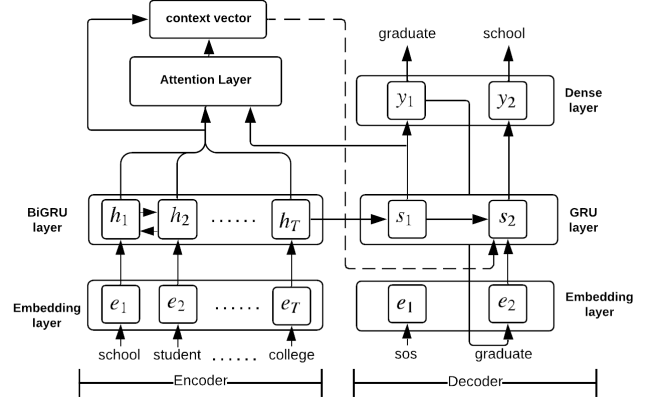 context vector
graduate
school
Attention Layer
y1
y2
Dense
layer
BiGRU
layer
h1
h2
......
hT
s1
s2
GRU
layer
Embedding
layer
e1
e2
......
eT
e1
e2
Embedding
layer
school
student
......
college
sos
graduate
Encoder
Decoder